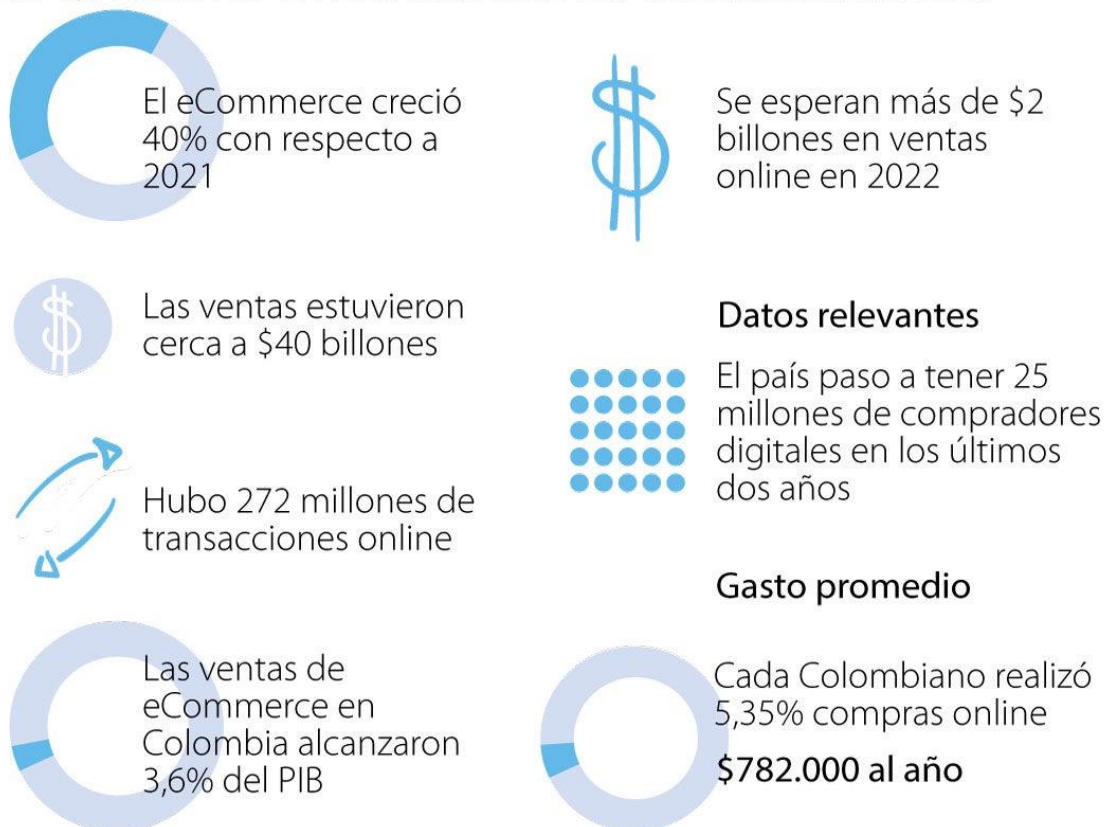 El eCommerce creció
40% con respecto a
2021
Las ventas estuvieron
cerca a $40 billones
Hubo 272 millones de
transacciones online
Las ventas de
eCommerce en
Colombia alcanzaron
3,6% del PIB
Se esperan más de $2
billones en ventas
online en 2022
Datos relevantes
El país paso a tener 25
millones de compradores
digitales en los últimos
dos años
Gasto promedio
Cada Colombiano realizó
5,35% compras online
$782.000 al año